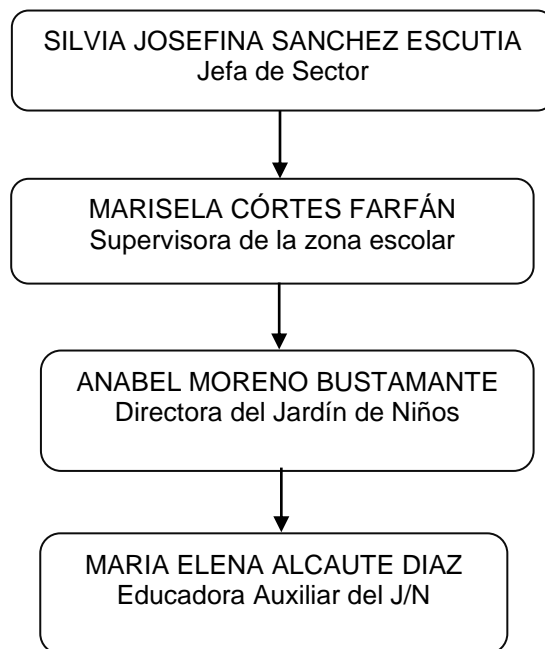 SILVIA JOSEFINA SANCHEZ ESCUTIA
Jefa de Sector
MARISELA CÓRTES FARFÁN
Supervisora de la zona escolar
ANABEL MORENO BUSTAMANTE
Directora del Jardín de Niños
MARIA ELENA ALCAUTE DIAZ
Educadora Auxiliar del J/N